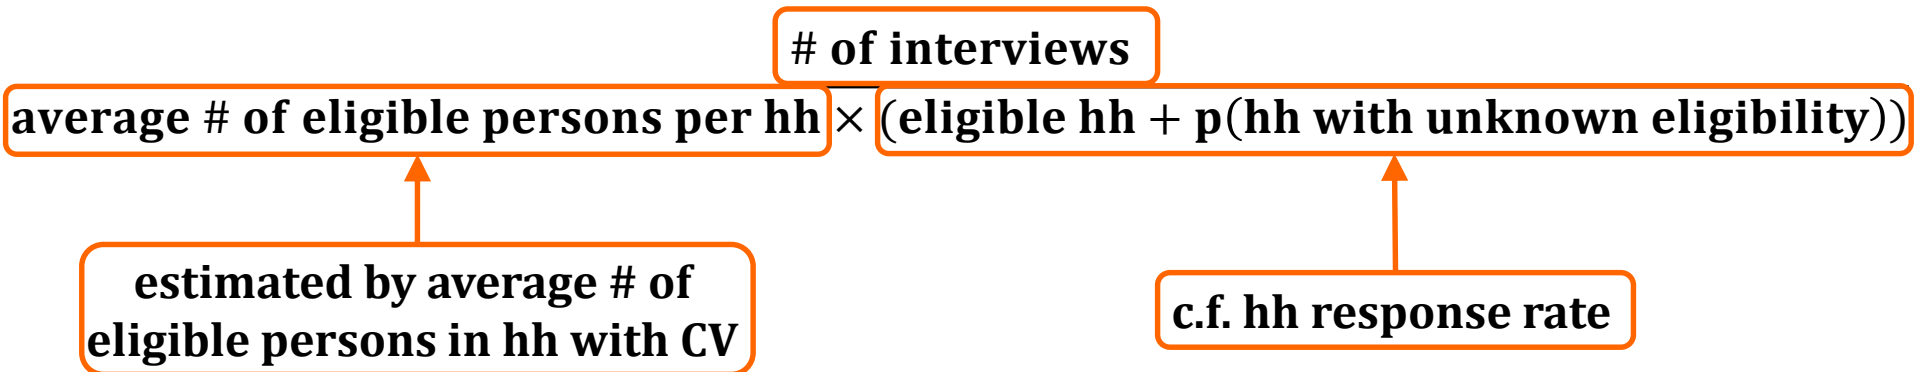 # of interviews
average # of eligible persons per hh × (eligible hh + p(hh with unknown eligibility))
estimated by average # of
eligible persons in hh with CV
c.f. hh response rate